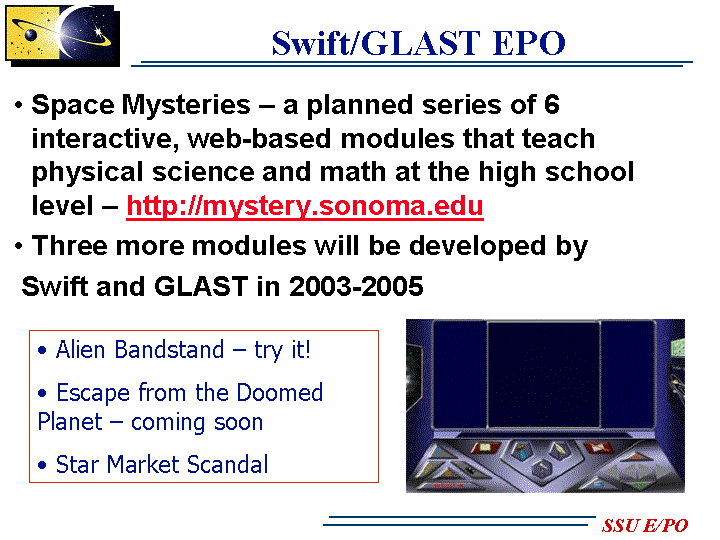 Swift/GLAST EPO
• Space Mysteries – a planned series of 6
interactive, web-based modules that teach
physical science and math at the high school
level – http://mystery.sonoma.edu
• Three more modules will be developed by
Swift and GLAST in 2003-2005
• Alien Bandstand – try it!
• Escape from the Doomed
Planet – coming soon
• Star Market Scandal
SSU E/PO